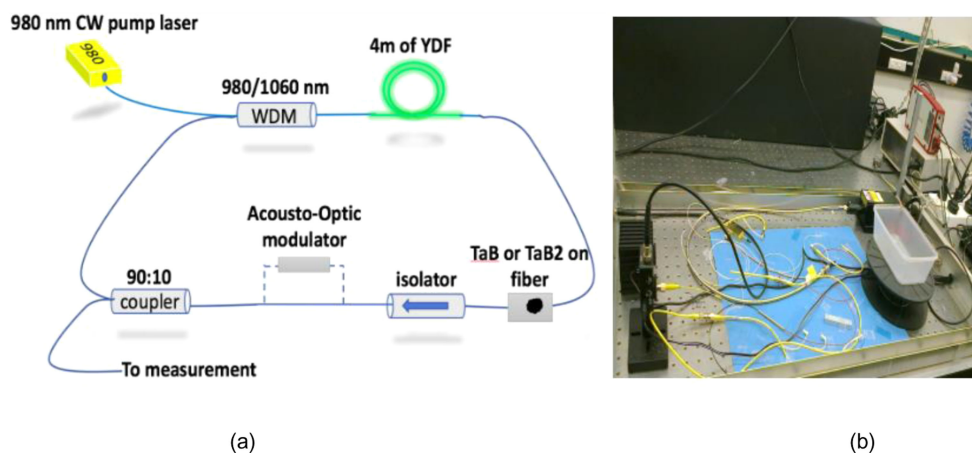 980 nm CW pump laser
980
4m of YDF
980/1060 nm
WDM
Acousto-Optic
modulator
TaB or TaB2 on
fiber
isolator
90:10
coupler
To measurement
(a)
(b)